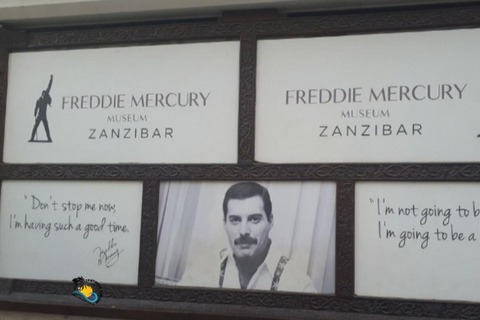 FREDDIE MERCURY
MUSEUM
ZANZIBAR
FREDDIE MERCURY
MUSEUM
ZANZIBAR
"Don't stop me now,
I'm having such a good time.
"I'm not going to b
I'm going to be a